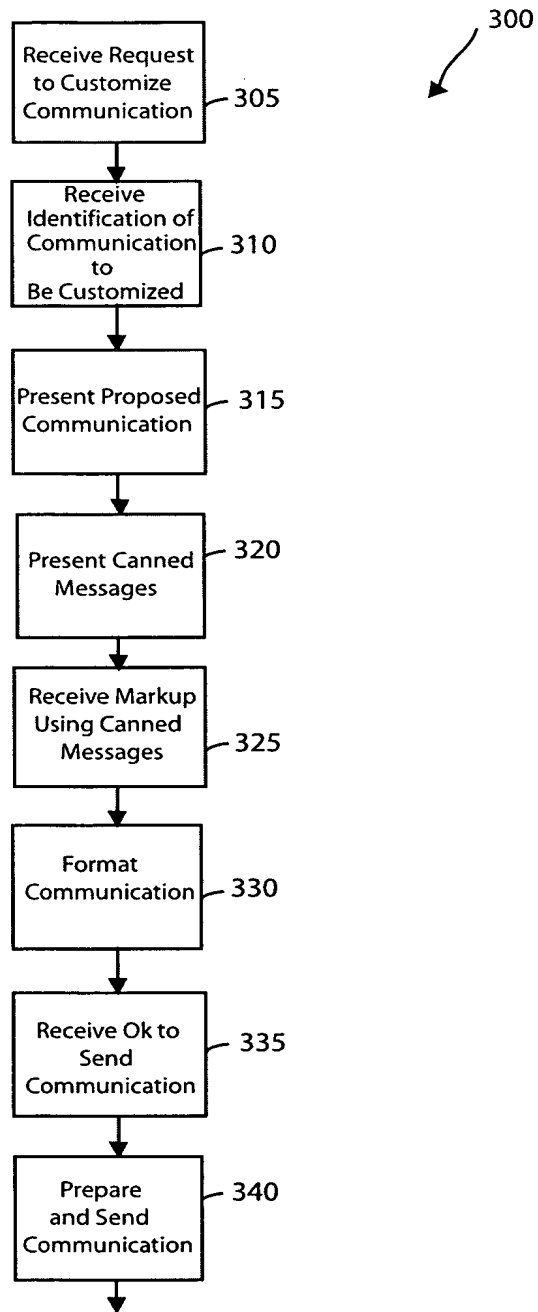 300
Receive Request
to Customize
Communication
305
Receive
Identification of
Communication
to
Be Customized
310
Present Proposed
Communication
315
Present Canned
Messages
320
Receive Markup
Using Canned
Messages
325
Format
Communication
330
Receive Ok to
Send
Communication
335
Prepare
and Send
Communication
340